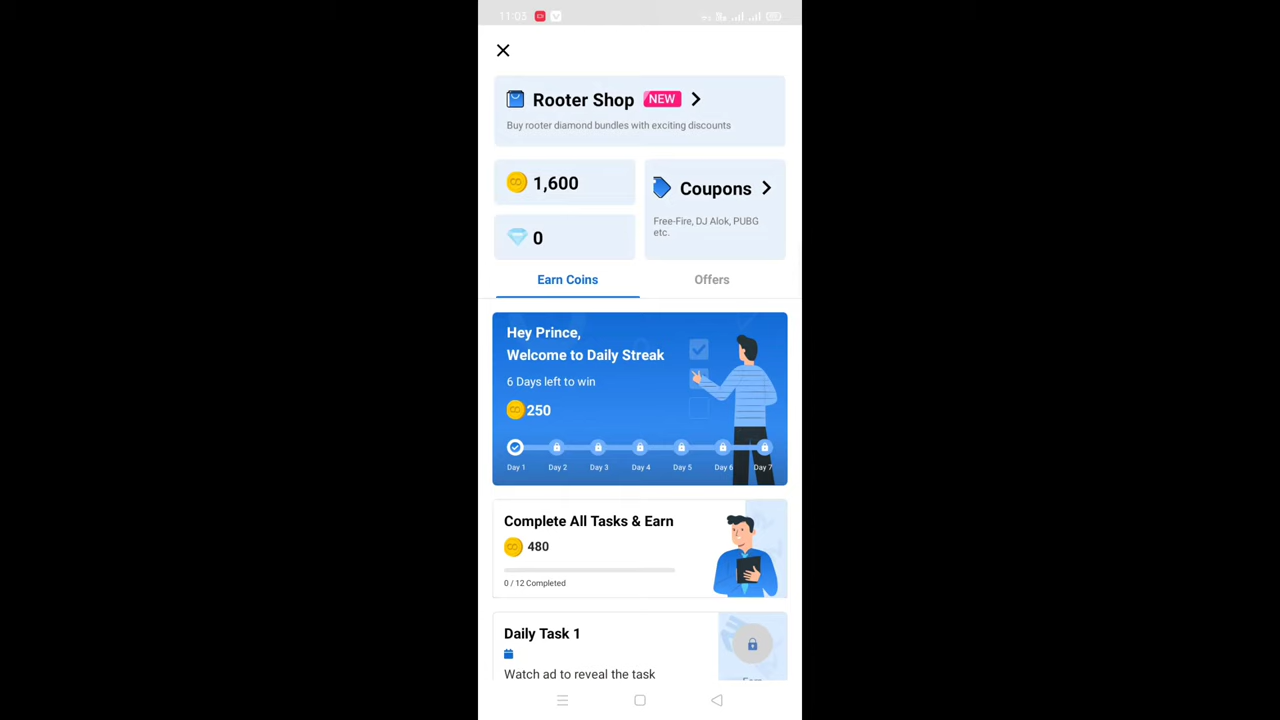 11:03
Rooter Shop NEW
Buy rooter diamond bundles with exciting discounts
1,600
0
Coupons
Free-Fire, DJ Alok, PUBG
etc.
Earn Coins
Offers
Hey Prince,
Welcome to Daily Streak
6 Days left to win
250
Day 1 Day 2 Day 3 Day 4 Day 5 Day 6 Day 7
Complete All Tasks & Earn
480
0 / 12 Completed
Daily Task 1
Watch ad to reveal the task